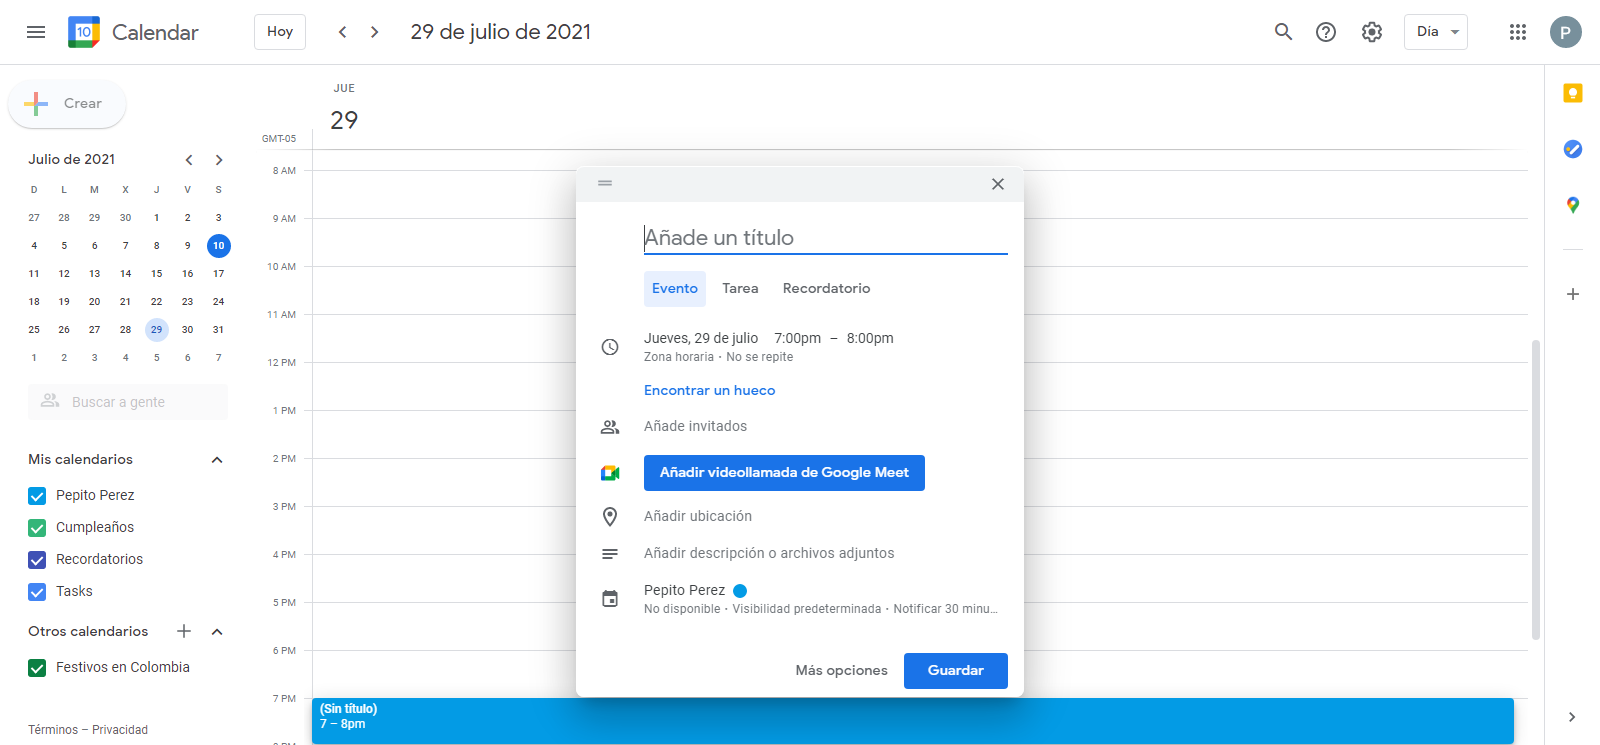 10 Calendar
Hoy
29 de julio de 2021
Día
P
Crear
Julio de 2021
D L M X J V S
27 28 29 30 1 2 3
4 5 6 7 8 9 10
11 12 13 14 15 16 17
18 19 20 21 22 23 24
25 26 27 28 29 30 31
1 2 3 4 5 6 7
Buscar a gente
Mis calendarios
Pepito Perez
Cumpleaños
Recordatorios
Tasks
Otros calendarios
Festivos en Colombia
Términos – Privacidad
JUE
29
GMT-05
8 AM
9 AM
10 AM
11 AM
12 PM
1 PM
2 PM
3 PM
4 PM
5 PM
6 PM
7 PM
(Sin título)
7 – 8pm
Añade un título
Evento Tarea Recordatorio
Jueves, 29 de julio 7:00pm – 8:00pm
Zona horaria · No se repite
Encontrar un hueco
Añade invitados
Añadir videollamada de Google Meet
Añadir ubicación
Añadir descripción o archivos adjuntos
Pepito Perez
No disponible · Visibilidad predeterminada · Notificar 30 minu...
Más opciones Guardar